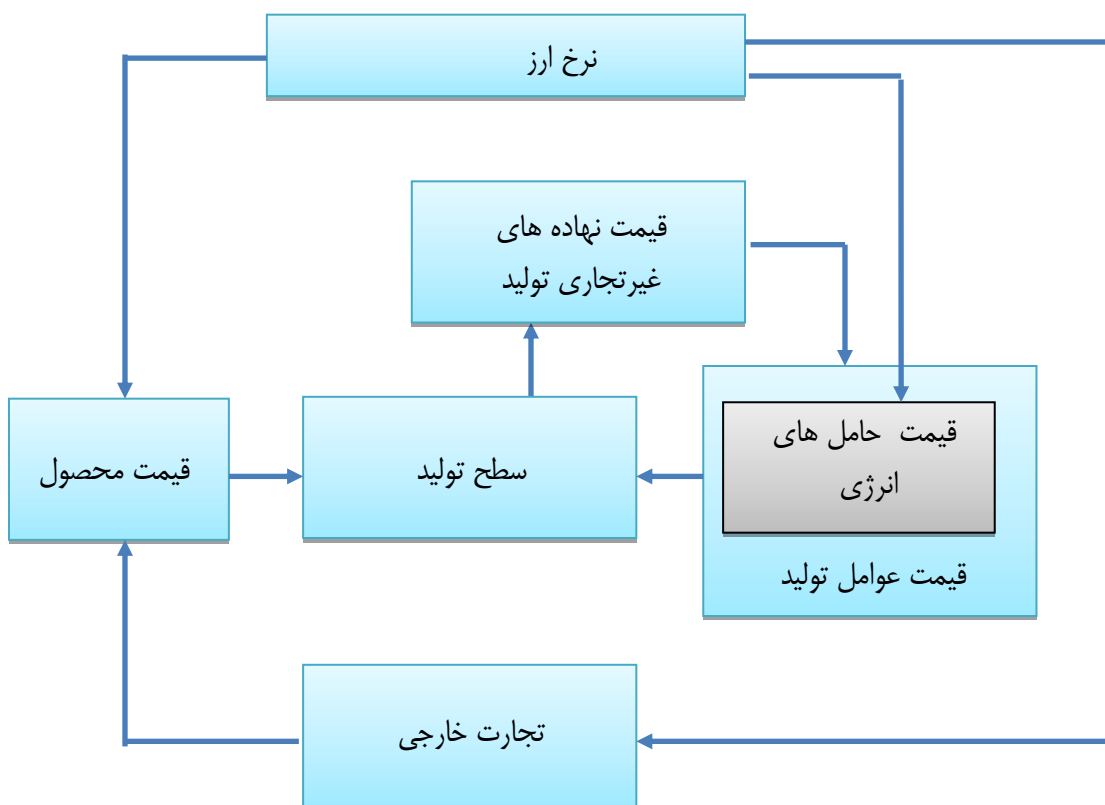 نرخ ارز
قیمت نهاده های
غیرتجاری تولید
قیمت حامل های
انرژی
قیمت محصول
سطح تولید
قیمت عوامل تولید
تجارت خارجی